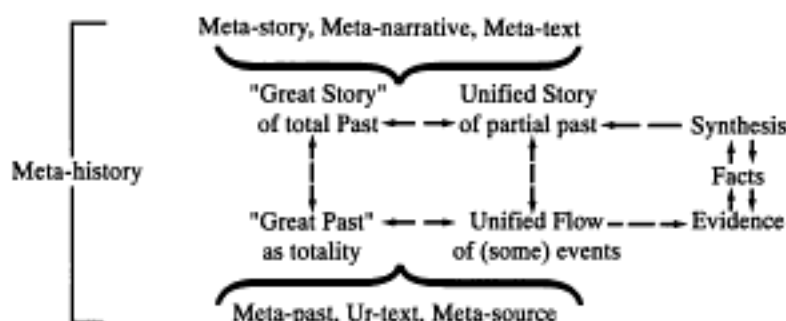 Meta-story, Meta-narrative, Meta-text
"Great Story" Unified Story
of total Past of partial past Synthesis
Facts
Meta-history
"Great Past" Unified Flow Evidence
as totality of (some) events
Meta-past, Ur-text, Meta-source